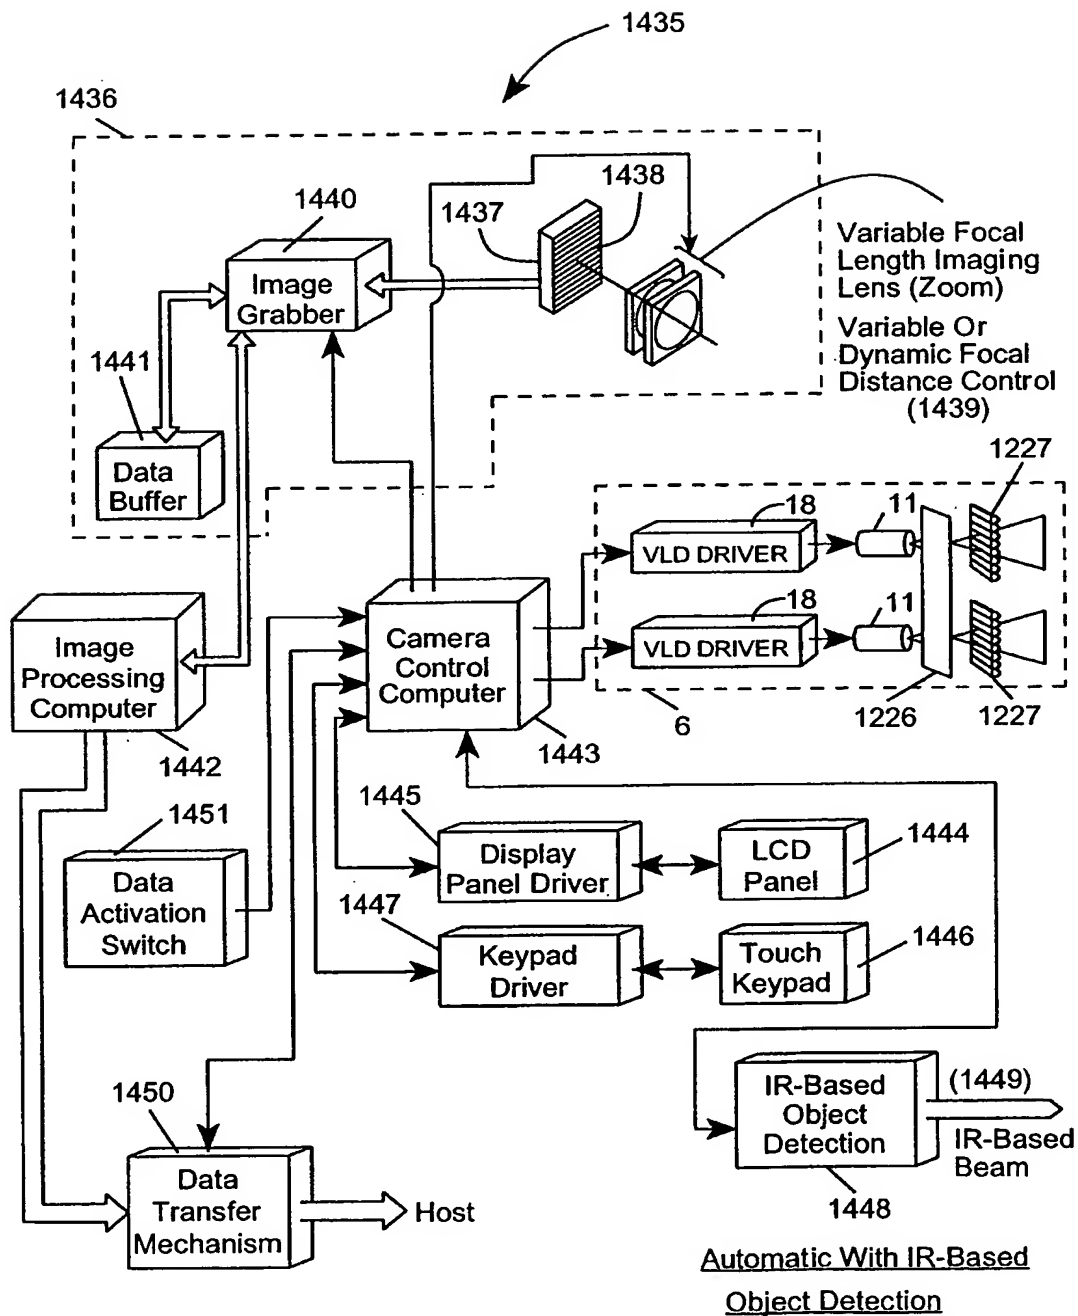 1435
1436
1440
1437
1438
Image
Grabber
Variable Focal
Length Imaging
Lens (Zoom)
Variable Or
Dynamic Focal
Distance Control
(1439)
1441
Data
Buffer
1227
18
11
VLD DRIVER
18
11
VLD DRIVER
Image
Processing
Computer
Camera
Control
Computer
6
1226
1227
1442
1443
1451
Data
Activation
Switch
1445
Display
Panel Driver
LCD
Panel
1444
1447
Keypad
Driver
Touch
Keypad
1446
1450
Data
Transfer
Mechanism
Host
IR-Based
Object
Detection
(1449)
IR-Based
Beam
1448
Automatic With IR-Based
Object Detection